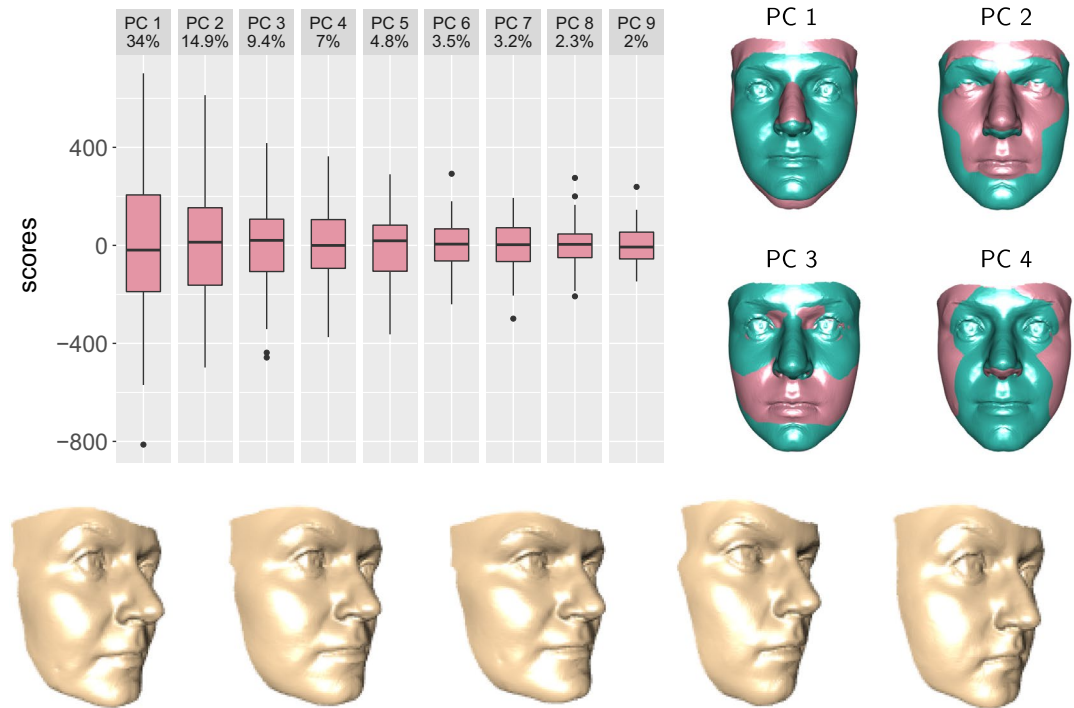 PC 1 PC 2 PC 3 PC 4 PC 5 PC 6 PC 7 PC 8 PC 9
34% 14.9% 9.4% 7% 4.8% 3.5% 3.2% 2.3% 2%
400
0
−400
−800
scores
PC 1 PC 2
PC 3 PC 4